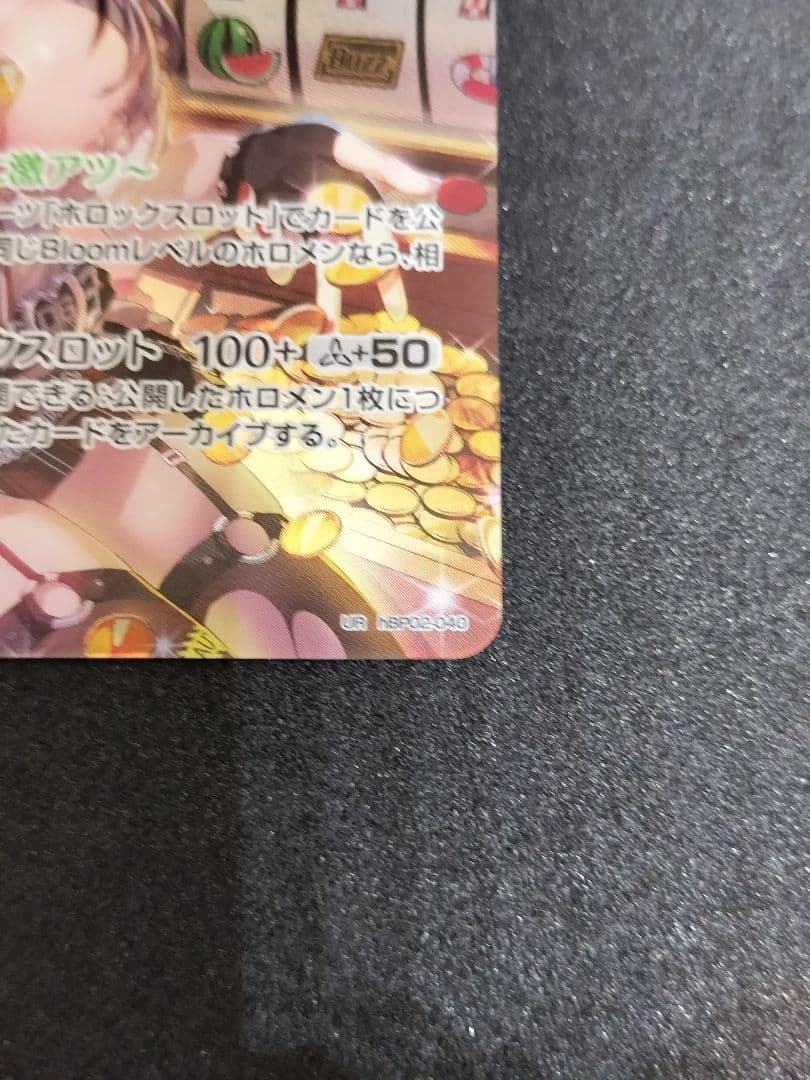 BUZZ
激アツ～
ーツ「ホロックスロット」でカードを公
同じBloomレベルのホロメンなら、相
クスロット 100+ +50
開できる：公開したホロメン1枚につ
たカードをアーカイブする。
UR hBP02-040